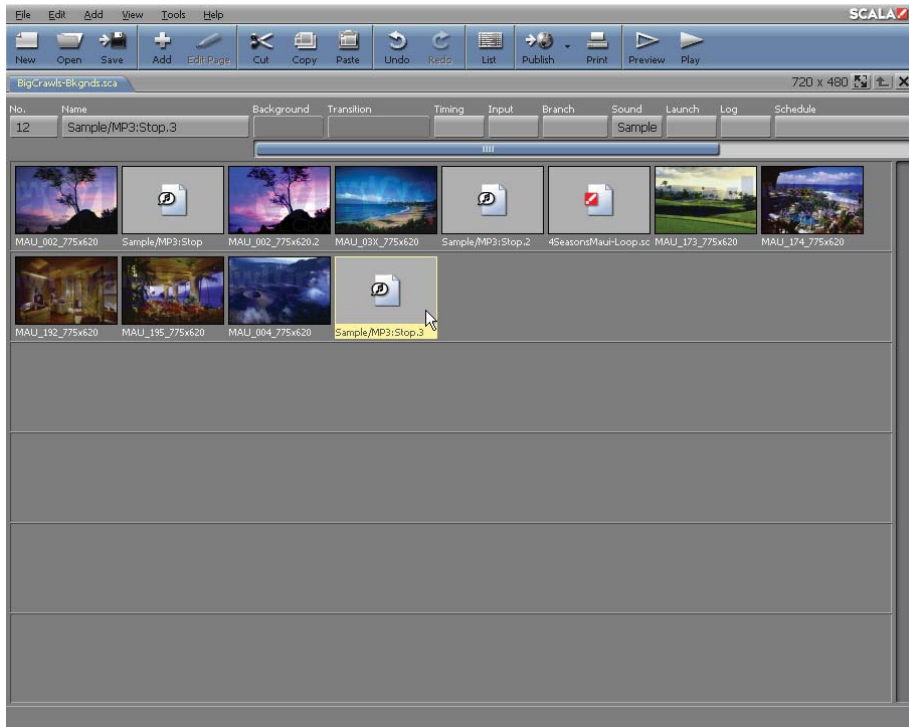 File Edit Add View Tools Help SCALA
New Open Save Add Edit Page Cut Copy Paste Undo Redo List Publish Print Preview Play
BigCrawls-Bkgnds.sca 720 x 480
No. Name Background Transition Timing Input Branch Sound Launch Log Schedule
12 Sample/MP3:Stop.3 Sample
MAU_002_775x620 Sample/MP3:Stop MAU_002_775x620.2 MAU_03X_775x620 Sample/MP3:Stop.2 4SeasonsMaui-Loop.sc MAU_173_775x620 MAU_174_775x620
MAU_192_775x620 MAU_195_775x620 MAU_004_775x620 Sample/MP3:Stop.3